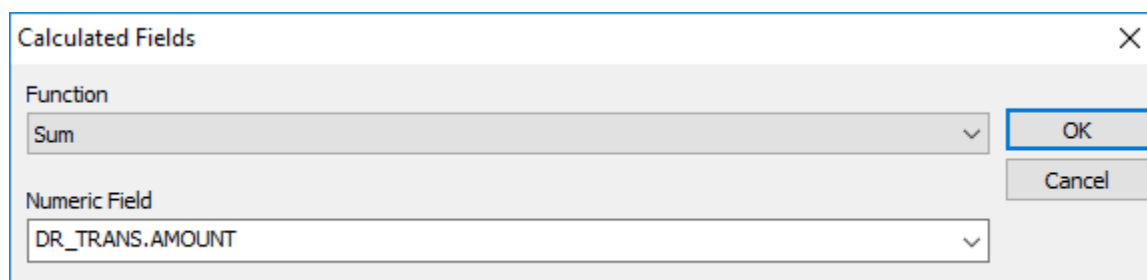 Calculated Fields
Function
Sum
OK
Cancel
Numeric Field
DR_TRANS.AMOUNT